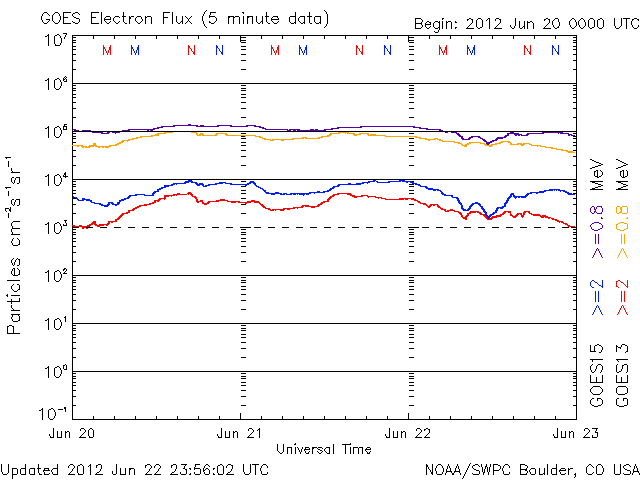 GOES Electron Flux (5 minute data)
Begin: 2012 Jun 20 0000 UTC
M M N N M M N N M M N N
10⁷
10⁶
10⁵
10⁴
10³
10²
10¹
10⁰
10⁻¹
Particles cm⁻²s⁻¹sr⁻¹
GOES15 >=2 >=0.8 MeV
GOES13 >=2 >=0.8 MeV
Jun 20 Jun 21 Jun 22 Jun 23
Universal Time
Updated 2012 Jun 22 23:56:02 UTC
NOAA/SWPC Boulder, CO USA